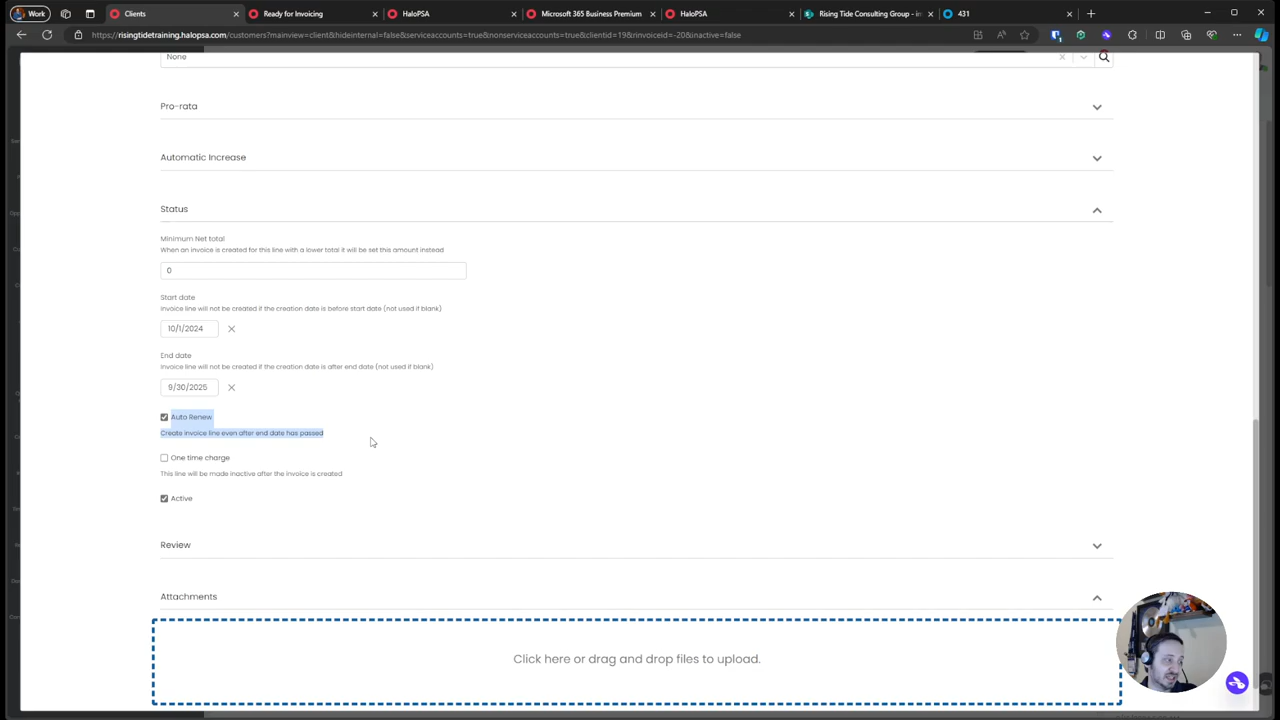 Work
Clients
Ready for Invoicing
HaloPSA
Microsoft 365 Business Premium
HaloPSA
Rising Tide Consulting Group - in
431
https://risingtidetraining.halopsa.com/customers?mainview=client&hideinternal=false&serviceaccounts=true&nonserviceaccounts=true&clientid=19&rinvoiceid=-20&inactive=false
None
Pro-rata
Automatic Increase
Status
Minimum Net total
When an invoice is created for this line with a lower total it will be set this amount instead
0
Start date
Invoice line will not be created if the creation date is before start date (not used if blank)
10/1/2024
End date
Invoice line will not be created if the creation date is after end date (not used if blank)
9/30/2025
Auto Renew
Create invoice line even after end date has passed
One time charge
This line will be made inactive after the invoice is created
Active
Review
Attachments
Click here or drag and drop files to upload.